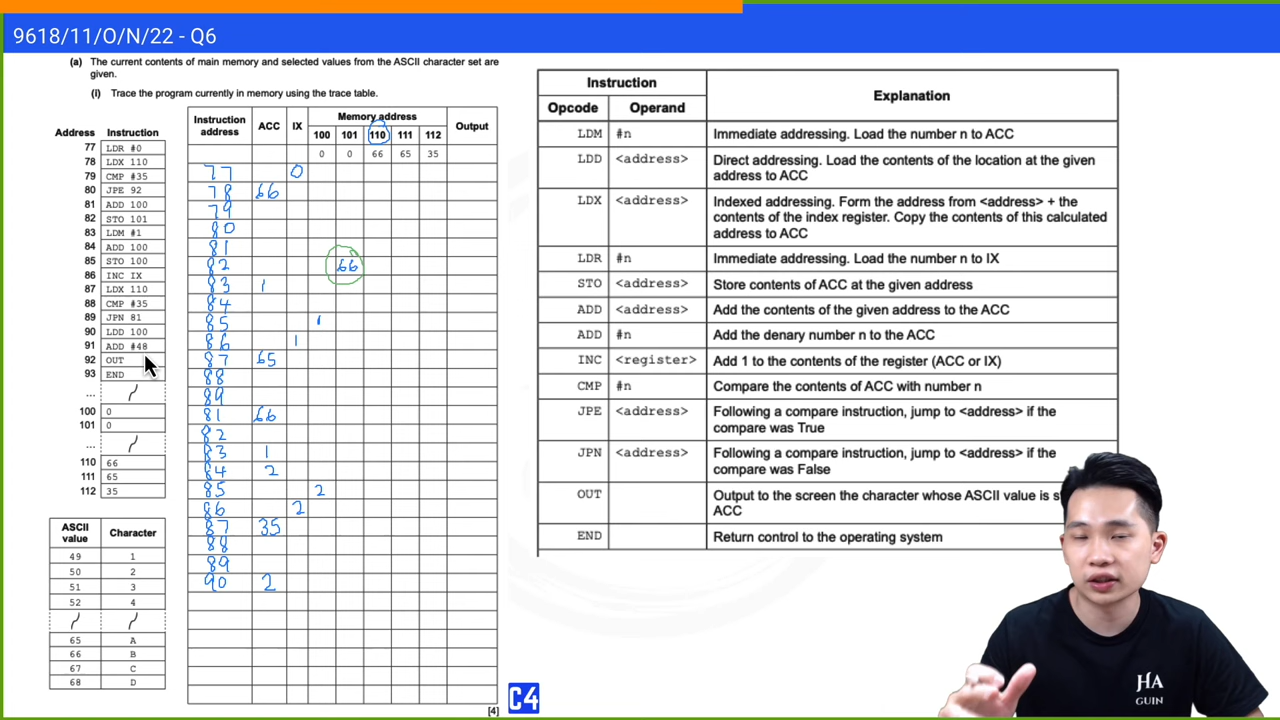 9618/11/O/N/22 - Q6
(a) The current contents of main memory and selected values from the ASCII character set are
given.
(i) Trace the program currently in memory using the trace table.
Address Instruction
77 LDR #0
78 LDX 110
79 CMP #35
80 JPE 92
81 ADD 100
82 STO 101
83 LDM #1
84 ADD 100
85 STO 100
86 INC IX
87 LDX 110
88 CMP #35
89 JPN 81
90 LDD 100
91 ADD #48
92 OUT
93 END
...
100 0
101 0
...
110 66
111 65
112 35
ASCII value Character
49 1
50 2
51 3
52 4
65 A
66 B
67 C
68 D
Instruction address ACC IX Memory address Output
100 101 110 111 112
0 0 66 65 35
77 0
78 66
79
80
81
82 66
83 1
84
85 1
86 1
87 65
88
89
81 66
82
83 1
84 2
85 2
86 2
87 35
88
89
90 2
[4]
Instruction Explanation
Opcode Operand
LDM #n Immediate addressing. Load the number n to ACC
LDD <address> Direct addressing. Load the contents of the location at the given
address to ACC
LDX <address> Indexed addressing. Form the address from <address> + the
contents of the index register. Copy the contents of this calculated
address to ACC
LDR #n Immediate addressing. Load the number n to IX
STO <address> Store contents of ACC at the given address
ADD <address> Add the contents of the given address to the ACC
ADD #n Add the denary number n to the ACC
INC <register> Add 1 to the contents of the register (ACC or IX)
CMP #n Compare the contents of ACC with number n
JPE <address> Following a compare instruction, jump to <address> if the
compare was True
JPN <address> Following a compare instruction, jump to <address> if the
compare was False
OUT Output to the screen the character whose ASCII value is
ACC
END Return control to the operating system
C4
HA
GUIN